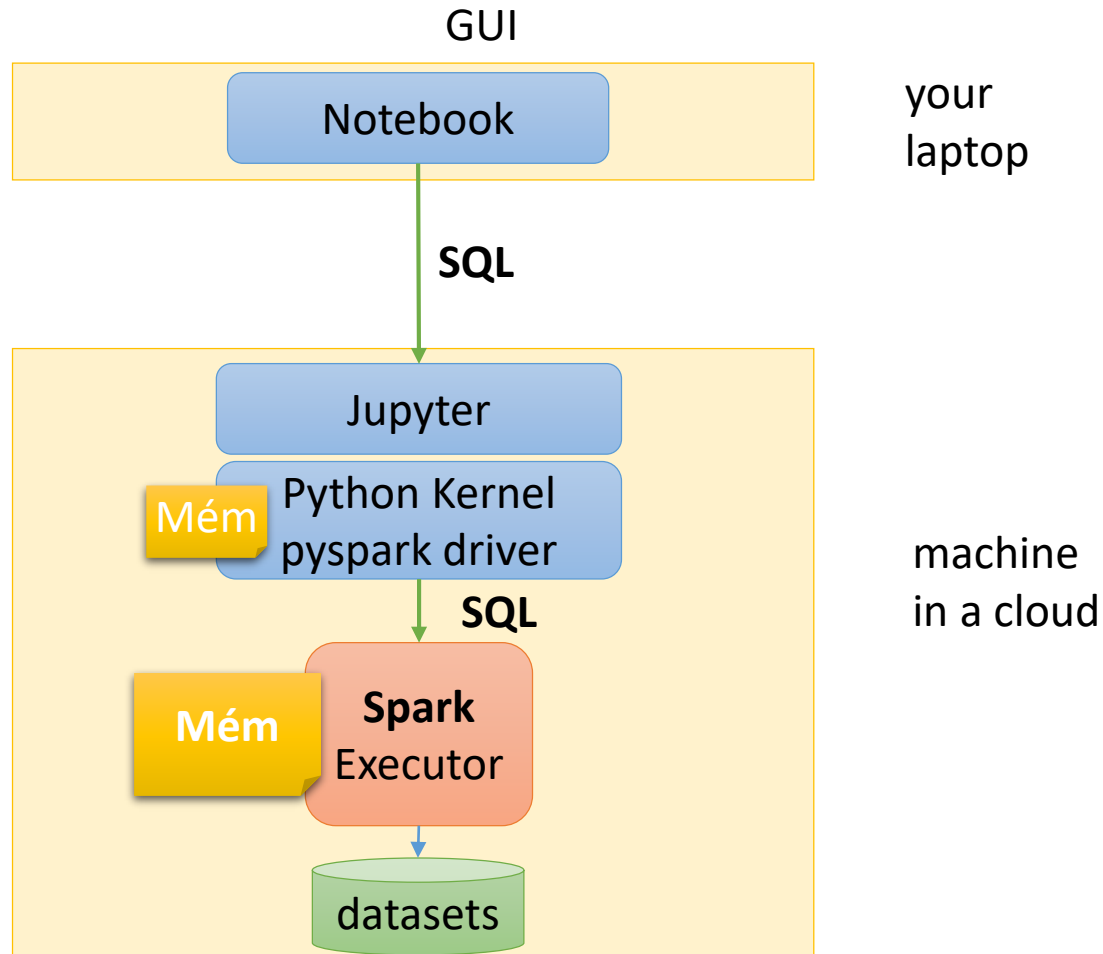 GUI
Notebook
your
laptop
SQL
Jupyter
Mém
Python Kernel
pyspark driver
machine
in a cloud
SQL
Mém
Spark
Executor
datasets